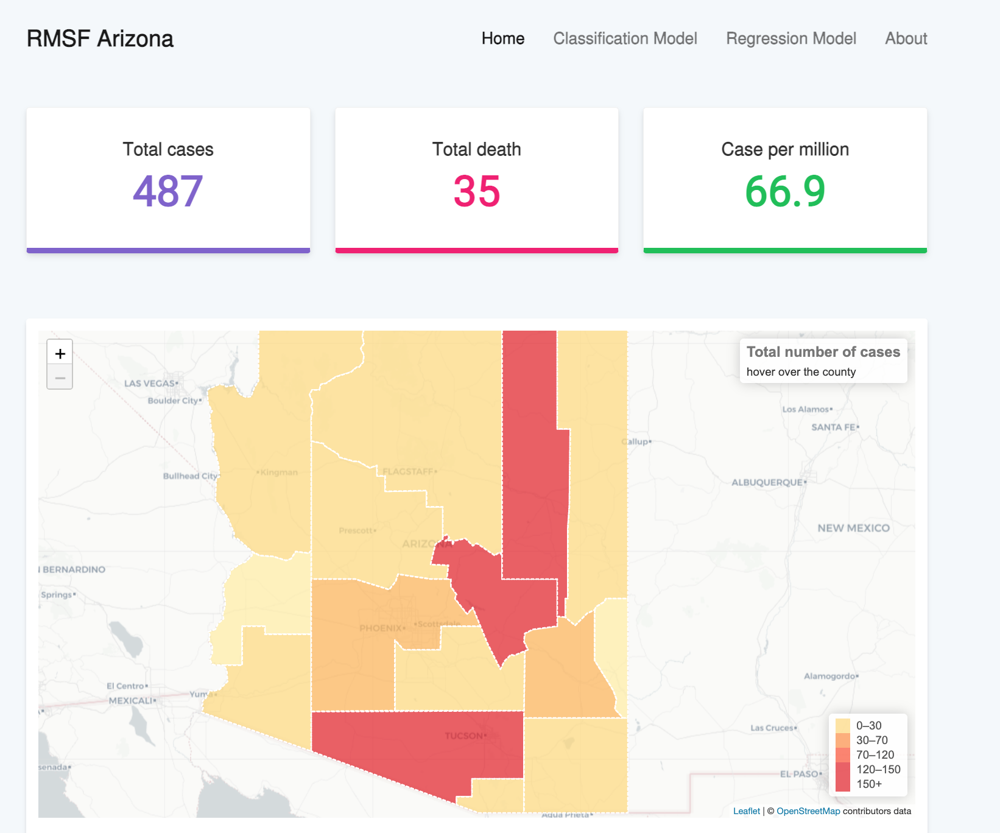 RMSF Arizona
Home
Classification Model
Regression Model
About
Total cases
487
Total death
35
Case per million
66.9
+
−
Total number of cases
hover over the county
LAS VEGAS
Boulder City
Los Alamos
SANTA FE
Gallup
Bullhead City
Kingman
FLAGSTAFF
ALBUQUERQUE
Prescott
ARIZONA
NEW MEXICO
BERNARDINO
Springs
PHOENIX
Scottsdale
El Centro
MEXICALI
Yuma
Alamogordo
TUCSON
Las Cruces
senada
EL PASO
Agua Prieta
0–30
30–70
70–120
120–150
150+
Leaflet | © OpenStreetMap contributors data